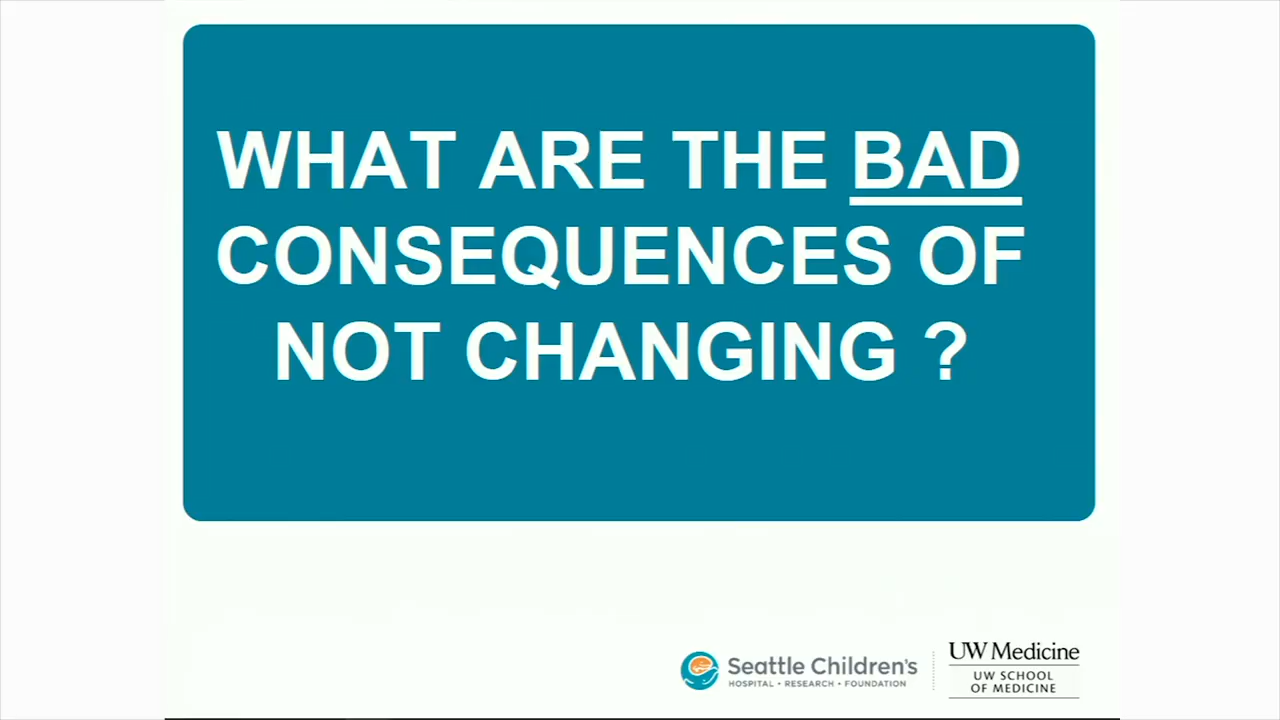 WHAT ARE THE BAD
CONSEQUENCES OF
NOT CHANGING ?
Seattle Children's
HOSPITAL • RESEARCH • FOUNDATION
UW Medicine
UW SCHOOL
OF MEDICINE